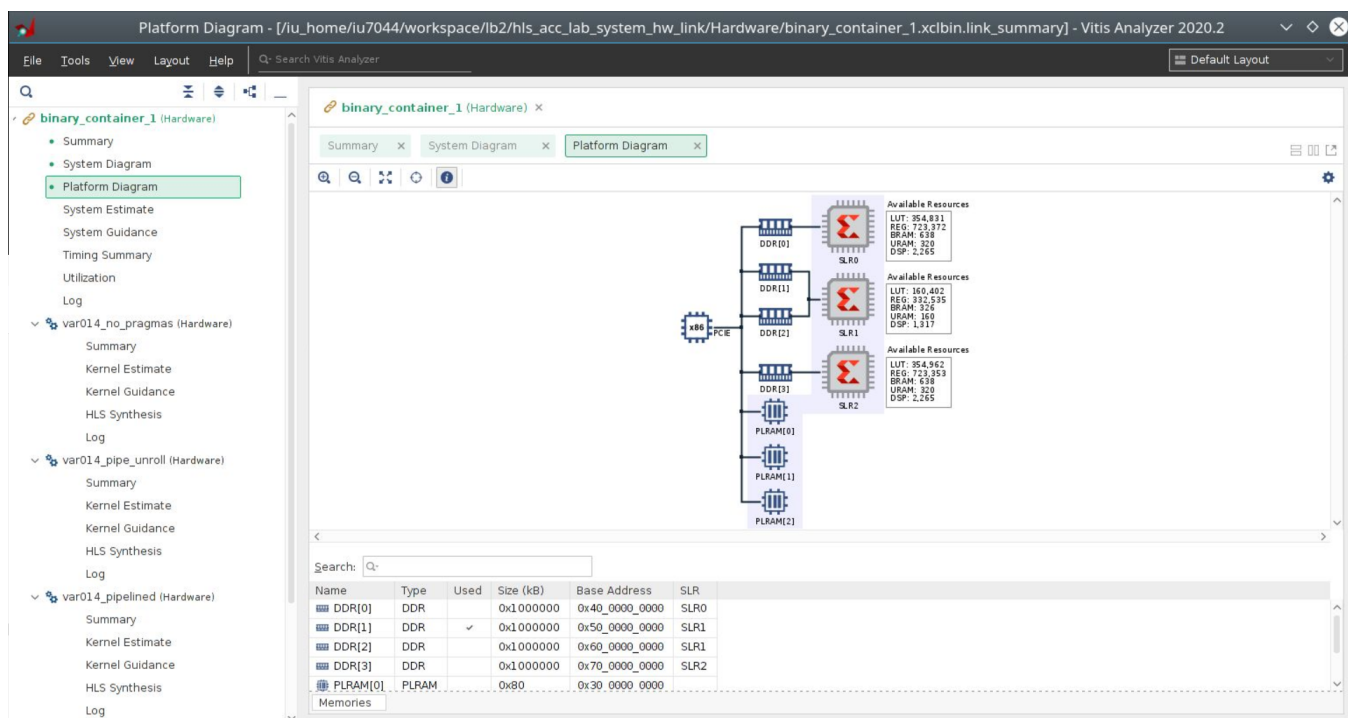 Platform Diagram - [/iu_home/iu7044/workspace/lb2/hls_acc_lab_system_hw_link/Hardware/binary_container_1.xclbin.link_summary] - Vitis Analyzer 2020.2
File Tools View Layout Help Search Vitis Analyzer Default Layout
binary_container_1 (Hardware)
Summary
System Diagram
Platform Diagram
System Estimate
System Guidance
Timing Summary
Utilization
Log
var014_no_pragmas (Hardware)
Summary
Kernel Estimate
Kernel Guidance
HLS Synthesis
Log
var014_pipe_unroll (Hardware)
Summary
Kernel Estimate
Kernel Guidance
HLS Synthesis
Log
var014_pipelined (Hardware)
Summary
Kernel Estimate
Kernel Guidance
HLS Synthesis
Log
binary_container_1 (Hardware)
Summary System Diagram Platform Diagram
x86
PCIE
DDR[0]
DDR[1]
DDR[2]
DDR[3]
PLRAM[0]
PLRAM[1]
PLRAM[2]
SLR0
Available Resources
LUT: 354,831
REG: 723,372
BRAM: 638
URAM: 320
DSP: 2,265
SLR1
Available Resources
LUT: 160,402
REG: 332,535
BRAM: 326
URAM: 160
DSP: 1,317
SLR2
Available Resources
LUT: 354,962
REG: 723,353
BRAM: 638
URAM: 320
DSP: 2,265
Search:
Name Type Used Size (kB) Base Address SLR
DDR[0] DDR 0x1000000 0x40_0000_0000 SLR0
DDR[1] DDR ✓ 0x1000000 0x50_0000_0000 SLR1
DDR[2] DDR 0x1000000 0x60_0000_0000 SLR1
DDR[3] DDR 0x1000000 0x70_0000_0000 SLR2
PLRAM[0] PLRAM 0x80 0x30_0000_0000
Memories